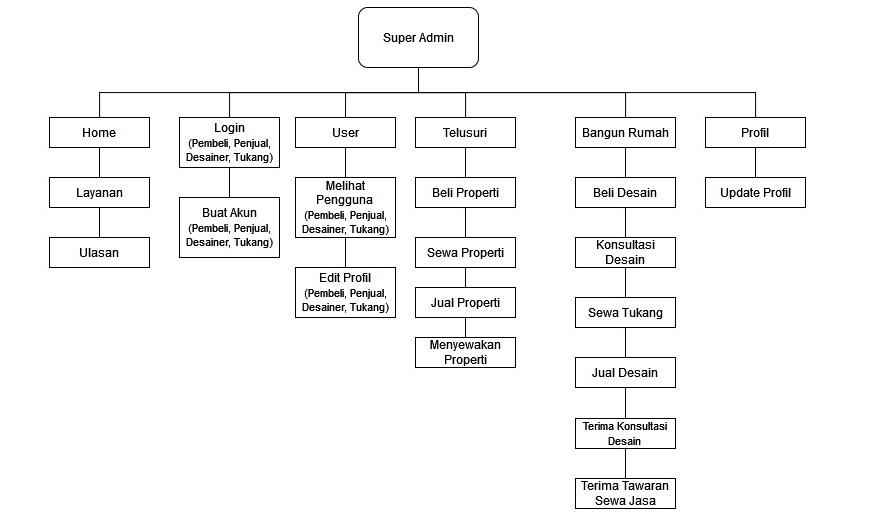 Super Admin
Home
Layanan
Ulasan
Login
(Pembeli, Penjual,
Desainer, Tukang)
Buat Akun
(Pembeli, Penjual,
Desainer, Tukang)
User
Melihat
Pengguna
(Pembeli, Penjual,
Desainer, Tukang)
Edit Profil
(Pembeli, Penjual,
Desainer, Tukang)
Telusuri
Beli Properti
Sewa Properti
Jual Properti
Menyewakan
Properti
Bangun Rumah
Beli Desain
Konsultasi
Desain
Sewa Tukang
Jual Desain
Terima Konsultasi
Desain
Terima Tawaran
Sewa Jasa
Profil
Update Profil